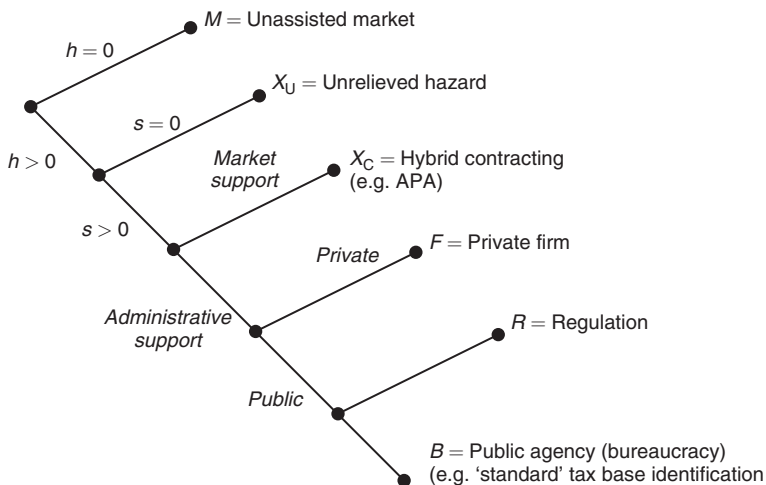 M = Unassisted market
h = 0
X_U = Unrelieved hazard
s = 0
h > 0
Market
support
X_C = Hybrid contracting
(e.g. APA)
s > 0
Private
F = Private firm
Administrative
support
R = Regulation
Public
B = Public agency (bureaucracy)
(e.g. ‘standard’ tax base identification